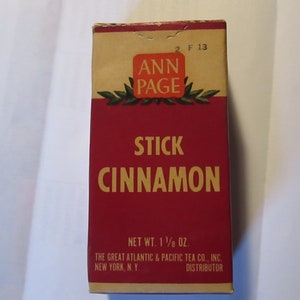 2 F 13
ANN
PAGE
STICK
CINNAMON
NET WT. 1 1/8 OZ.
THE GREAT ATLANTIC & PACIFIC TEA CO., INC.
NEW YORK, N.Y. DISTRIBUTOR